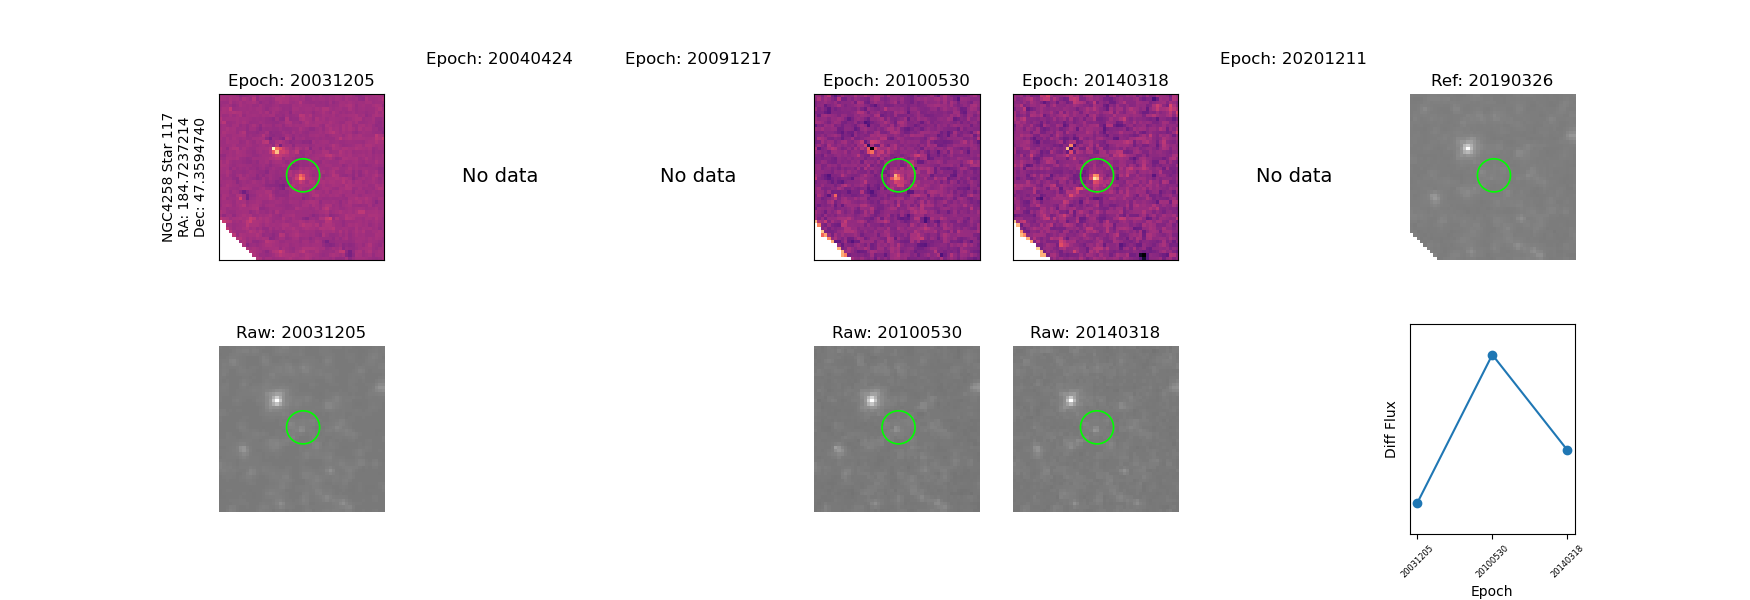 Epoch: 20040424
Epoch: 20091217
Epoch: 20201211
Epoch: 20031205
Epoch: 20100530
Epoch: 20140318
Ref: 20190326
NGC4258 Star 117
RA: 184.7237214
Dec: 47.3594740
No data
No data
No data
Raw: 20031205
Raw: 20100530
Raw: 20140318
Diff Flux
20031205
20100530
20140318
Epoch